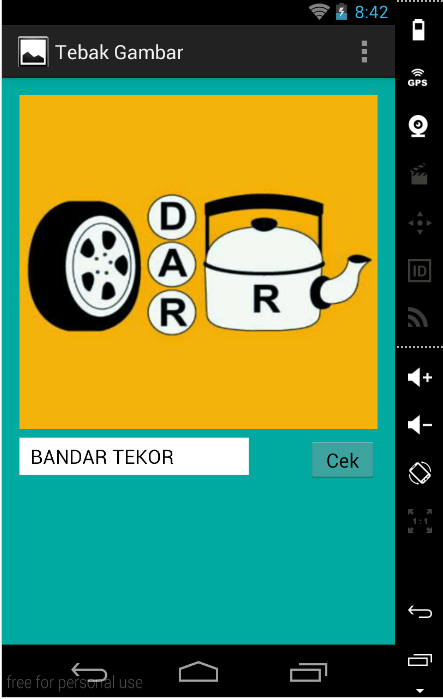 8:42
Tebak Gambar
GPS
D
A
R
R
ID
BANDAR TEKOR
Cek
1:1
free for personal use